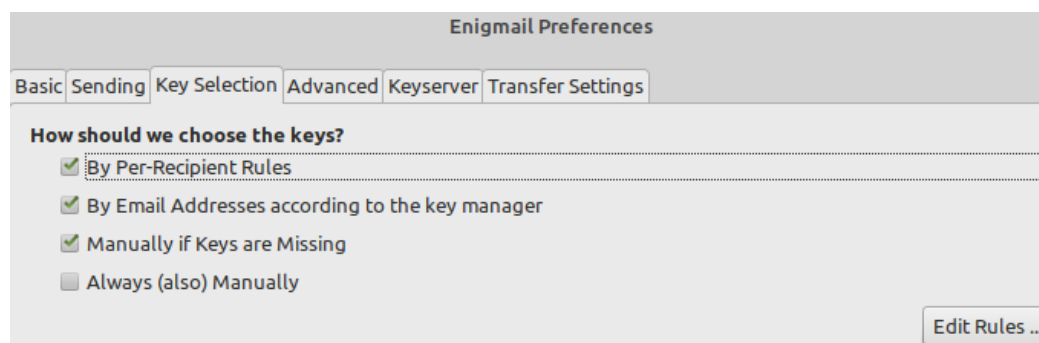 Enigmail Preferences
Basic Sending Key Selection Advanced Keyserver Transfer Settings
How should we choose the keys?
By Per-Recipient Rules
By Email Addresses according to the key manager
Manually if Keys are Missing
Always (also) Manually
Edit Rules ..